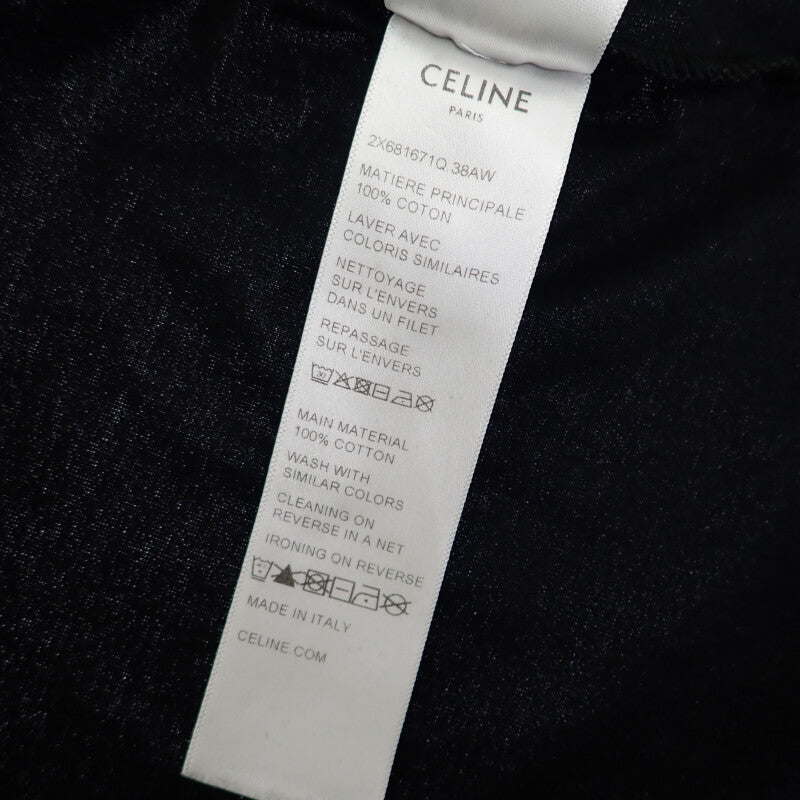 CELINE
PARIS
2X681671Q.38AW
MATIERE PRINCIPALE
100% COTON
LAVER AVEC
COLORIS SIMILAIRES
NETTOYAGE
SUR L'ENVERS
DANS UN FILET
REPASSAGE
SUR L'ENVERS
30
MAIN MATERIAL
100% COTTON
WASH WITH
SIMILAR COLORS
CLEANING ON
REVERSE IN A NET
IRONING ON REVERSE
MADE IN ITALY
CELINE.COM